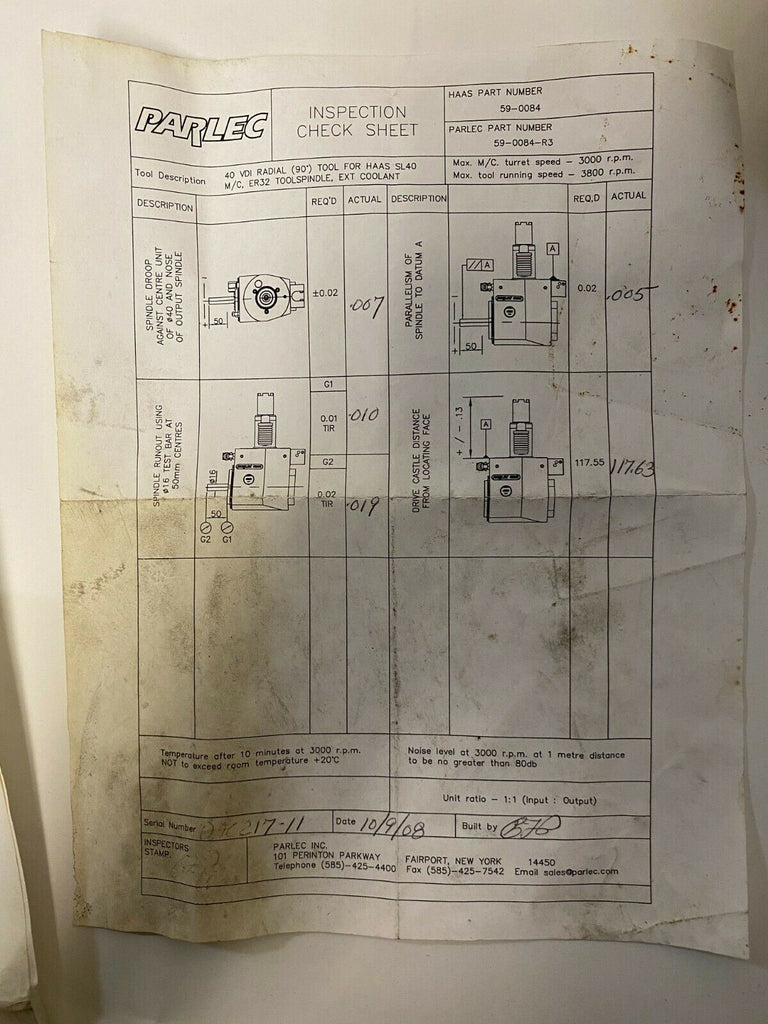 PARLEC
INSPECTION
CHECK SHEET
HAAS PART NUMBER
59-0084
PARLEC PART NUMBER
59-0084-R3
Tool Description
40 VDI RADIAL (90°) TOOL FOR HAAS SL40
M/C, ER32 TOOLSPINDLE, EXT COOLANT
Max. M/C. turret speed - 3000 r.p.m.
Max. tool running speed - 3800 r.p.m.
DESCRIPTION
REQ'D
ACTUAL
DESCRIPTION
REQ,D
ACTUAL
SPINDLE DROOP
AGAINST CENTRE UNIT
OF ø40 AND NOSE
OF OUTPUT SPINDLE
+ -
50
±0.02
.007
PARALLELISM OF
SPINDLE TO DATUM A
// A
A
+ -
50
0.02
.005
SPINDLE RUNOUT USING
ø16 TEST BAR AT
50mm CENTRES
ø16
50
G2 G1
G1
0.01
TIR
.010
G2
0.02
TIR
.019
DRIVE CASTLE DISTANCE
FROM LOCATING FACE
+ / - .13
A
117.55
117.63
Temperature after 10 minutes at 3000 r.p.m.
NOT to exceed room temperature +20°C
Noise level at 3000 r.p.m. at 1 metre distance
to be no greater than 80db
Unit ratio - 1:1 (Input : Output)
Serial Number 217-11
Date 10/9/08
Built by
INSPECTORS
STAMP.
PARLEC INC.
101 PERINTON PARKWAY
FAIRPORT, NEW YORK 14450
Telephone (585)-425-4400 Fax (585)-425-7542 Email sales@parlec.com